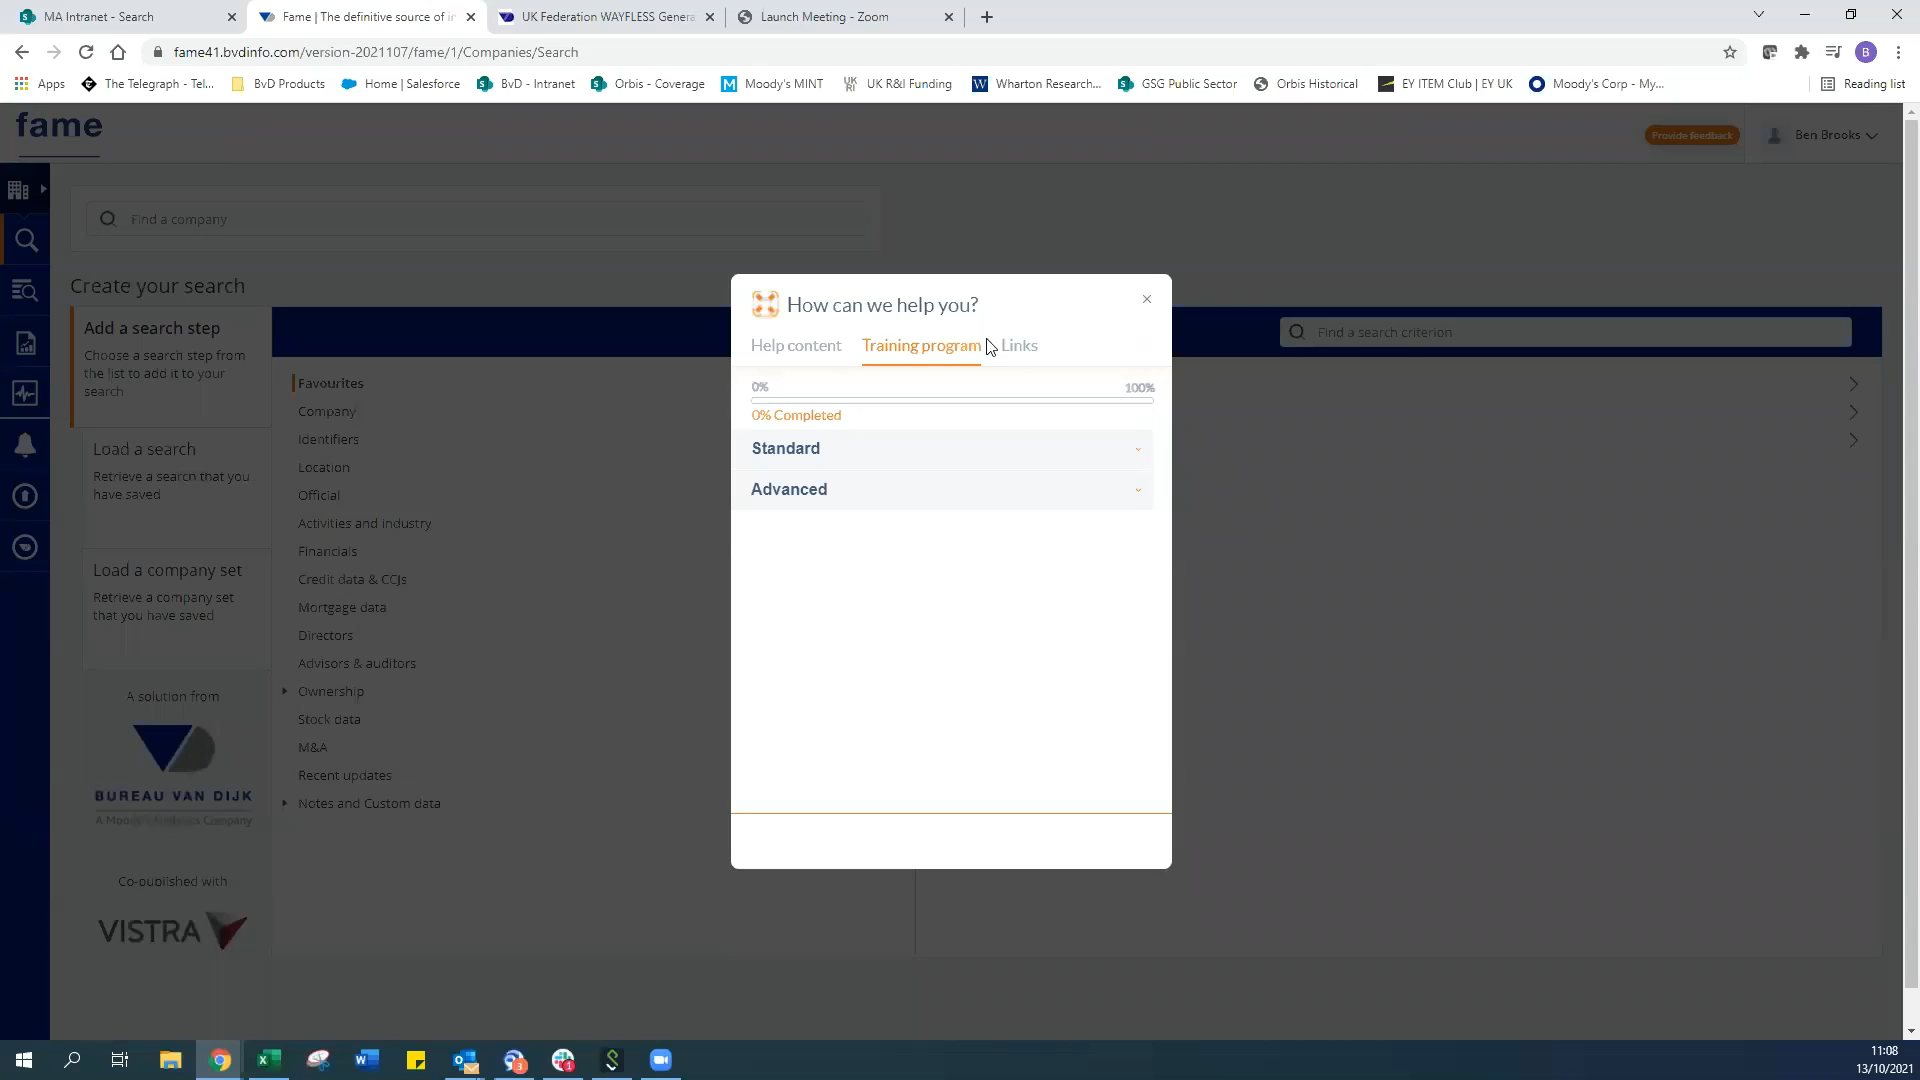 MA Intranet - Search
Fame | The definitive source of in
UK Federation WAYFLESS Genera
Launch Meeting - Zoom
fame41.bvdinfo.com/version-2021107/fame/1/Companies/Search
B
Apps
The Telegraph - Tel...
BvD Products
Home | Salesforce
BvD - Intranet
Orbis - Coverage
Moody's MINT
UK R&I Funding
Wharton Research...
GSG Public Sector
Orbis Historical
EY ITEM Club | EY UK
Moody's Corp - My...
Reading list
fame
Provide feedback
Ben Brooks
Find a company
Create your search
Add a search step
Choose a search step from
the list to add it to your
search
Load a search
Retrieve a search that you
have saved
Load a company set
Retrieve a company set
that you have saved
A solution from
BUREAU VAN DIJK
A Moody's Analytics Company
Co-published with
VISTRA
Find a search criterion
Favourites
Company
Identifiers
Location
Official
Activities and industry
Financials
Credit data & CCJs
Mortgage data
Directors
Advisors & auditors
Ownership
Stock data
M&A
Recent updates
Notes and Custom data
How can we help you?
Help content
Training program
Links
0%
100%
0% Completed
Standard
Advanced
11:08
13/10/2021